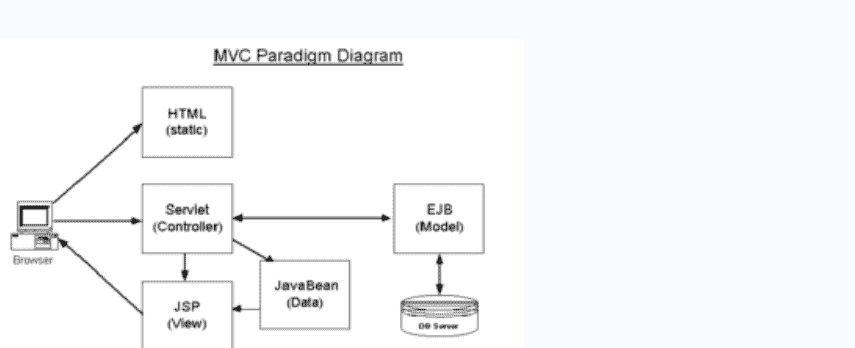 MVC Paradigm Diagram
HTML
(static)
Servlet
(Controller)
EJB
(Model)
Browser
JavaBean
(Data)
JSP
(View)
DB Server